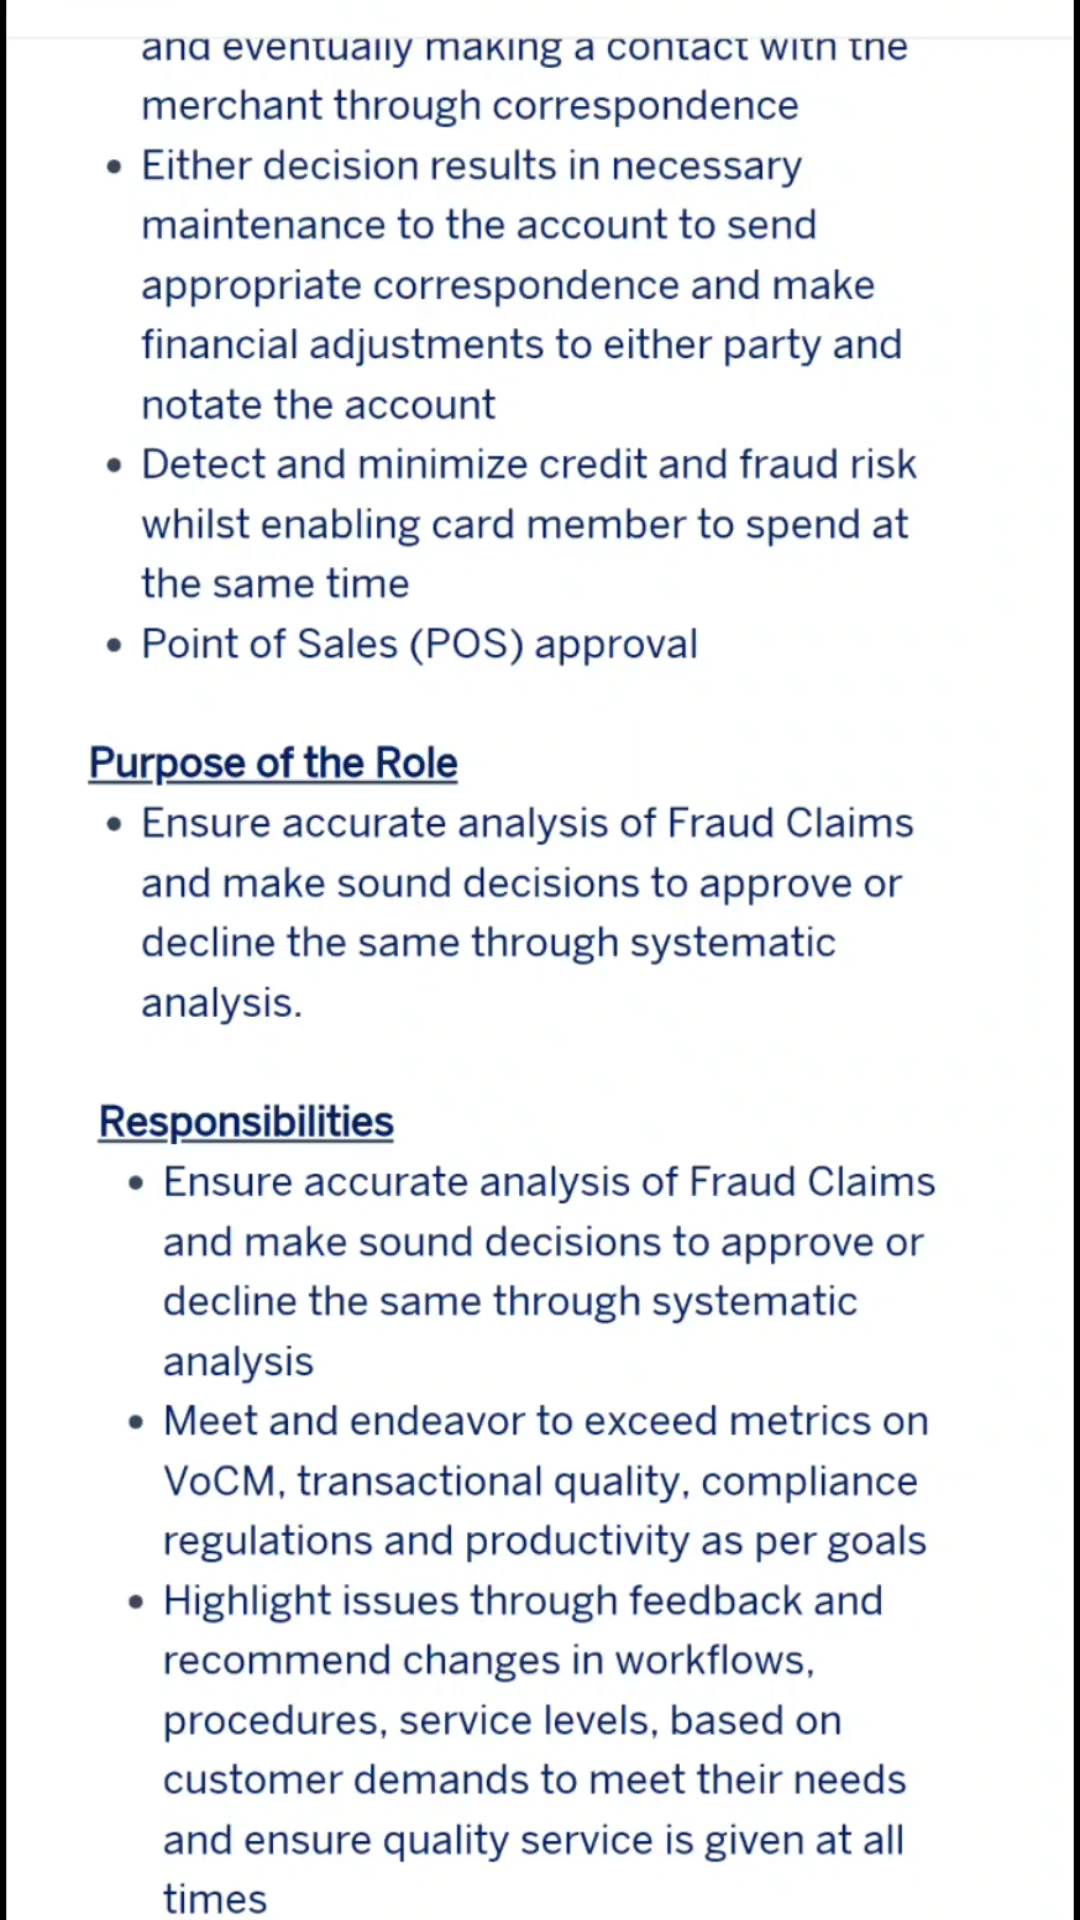 and eventually making a contact with the
merchant through correspondence
• Either decision results in necessary
maintenance to the account to send
appropriate correspondence and make
financial adjustments to either party and
notate the account
• Detect and minimize credit and fraud risk
whilst enabling card member to spend at
the same time
• Point of Sales (POS) approval
Purpose of the Role
• Ensure accurate analysis of Fraud Claims
and make sound decisions to approve or
decline the same through systematic
analysis.
Responsibilities
• Ensure accurate analysis of Fraud Claims
and make sound decisions to approve or
decline the same through systematic
analysis
• Meet and endeavor to exceed metrics on
VoCM, transactional quality, compliance
regulations and productivity as per goals
• Highlight issues through feedback and
recommend changes in workflows,
procedures, service levels, based on
customer demands to meet their needs
and ensure quality service is given at all
times